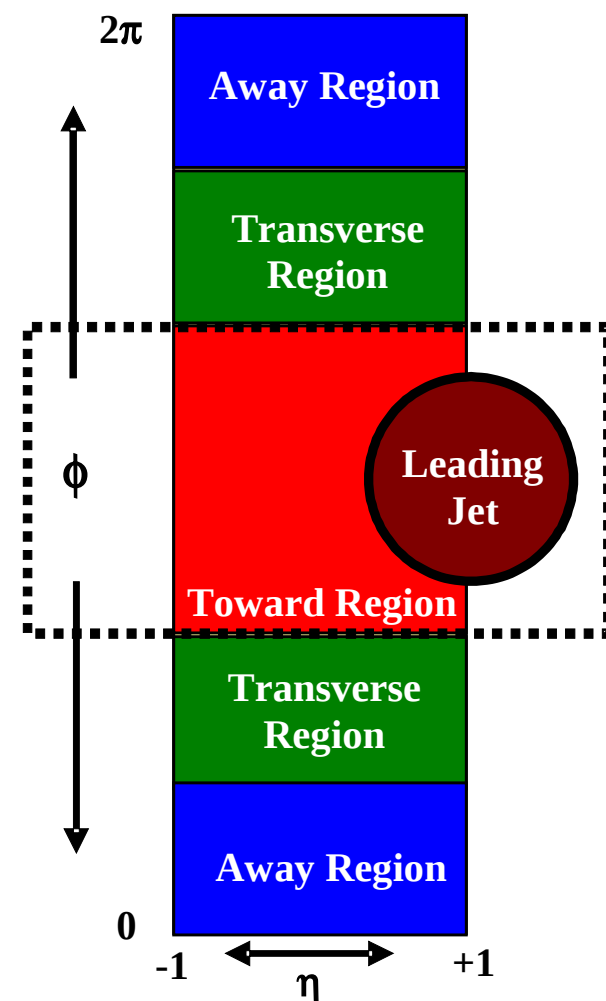 2π
Away Region
Transverse
Region
ϕ
Leading
Jet
Toward Region
Transverse
Region
Away Region
0
-1
+1
η